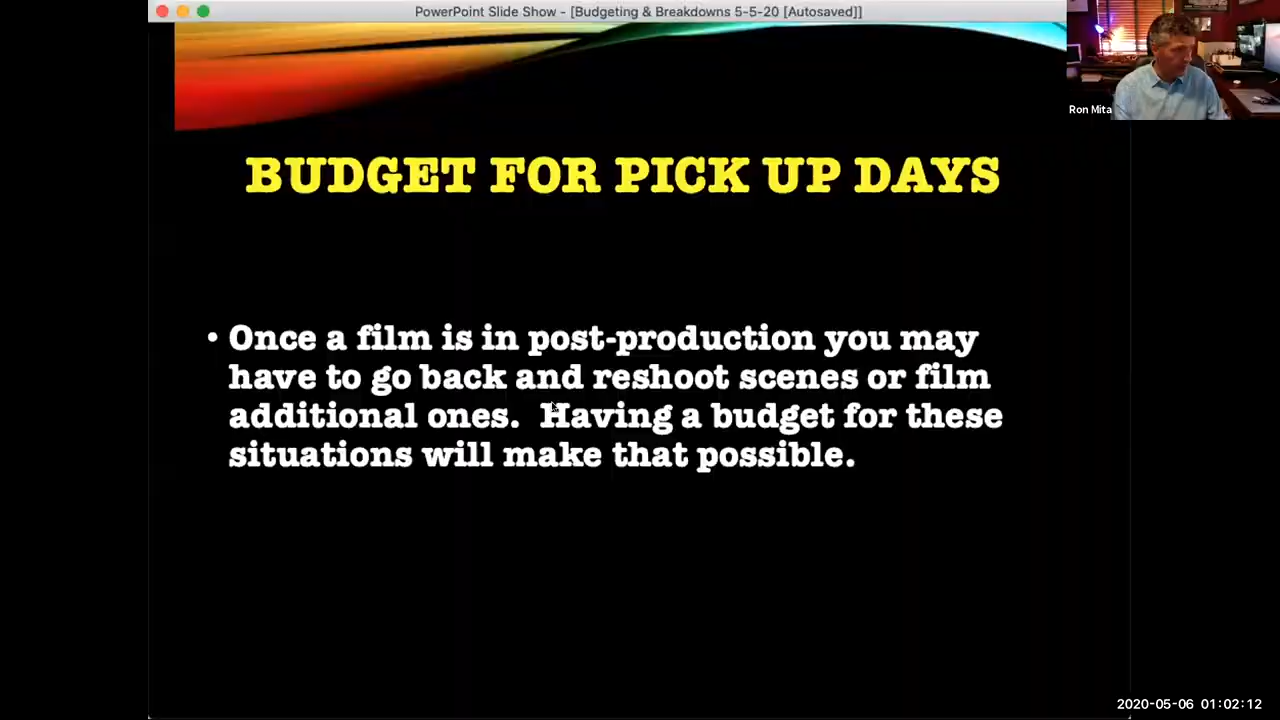 PowerPoint Slide Show - [Budgeting & Breakdowns 5-5-20 [Autosaved]]
Ron Mita
BUDGET FOR PICK UP DAYS
• Once a film is in post-production you may
have to go back and reshoot scenes or film
additional ones.  Having a budget for these
situations will make that possible.
2020-05-06 01:02:12